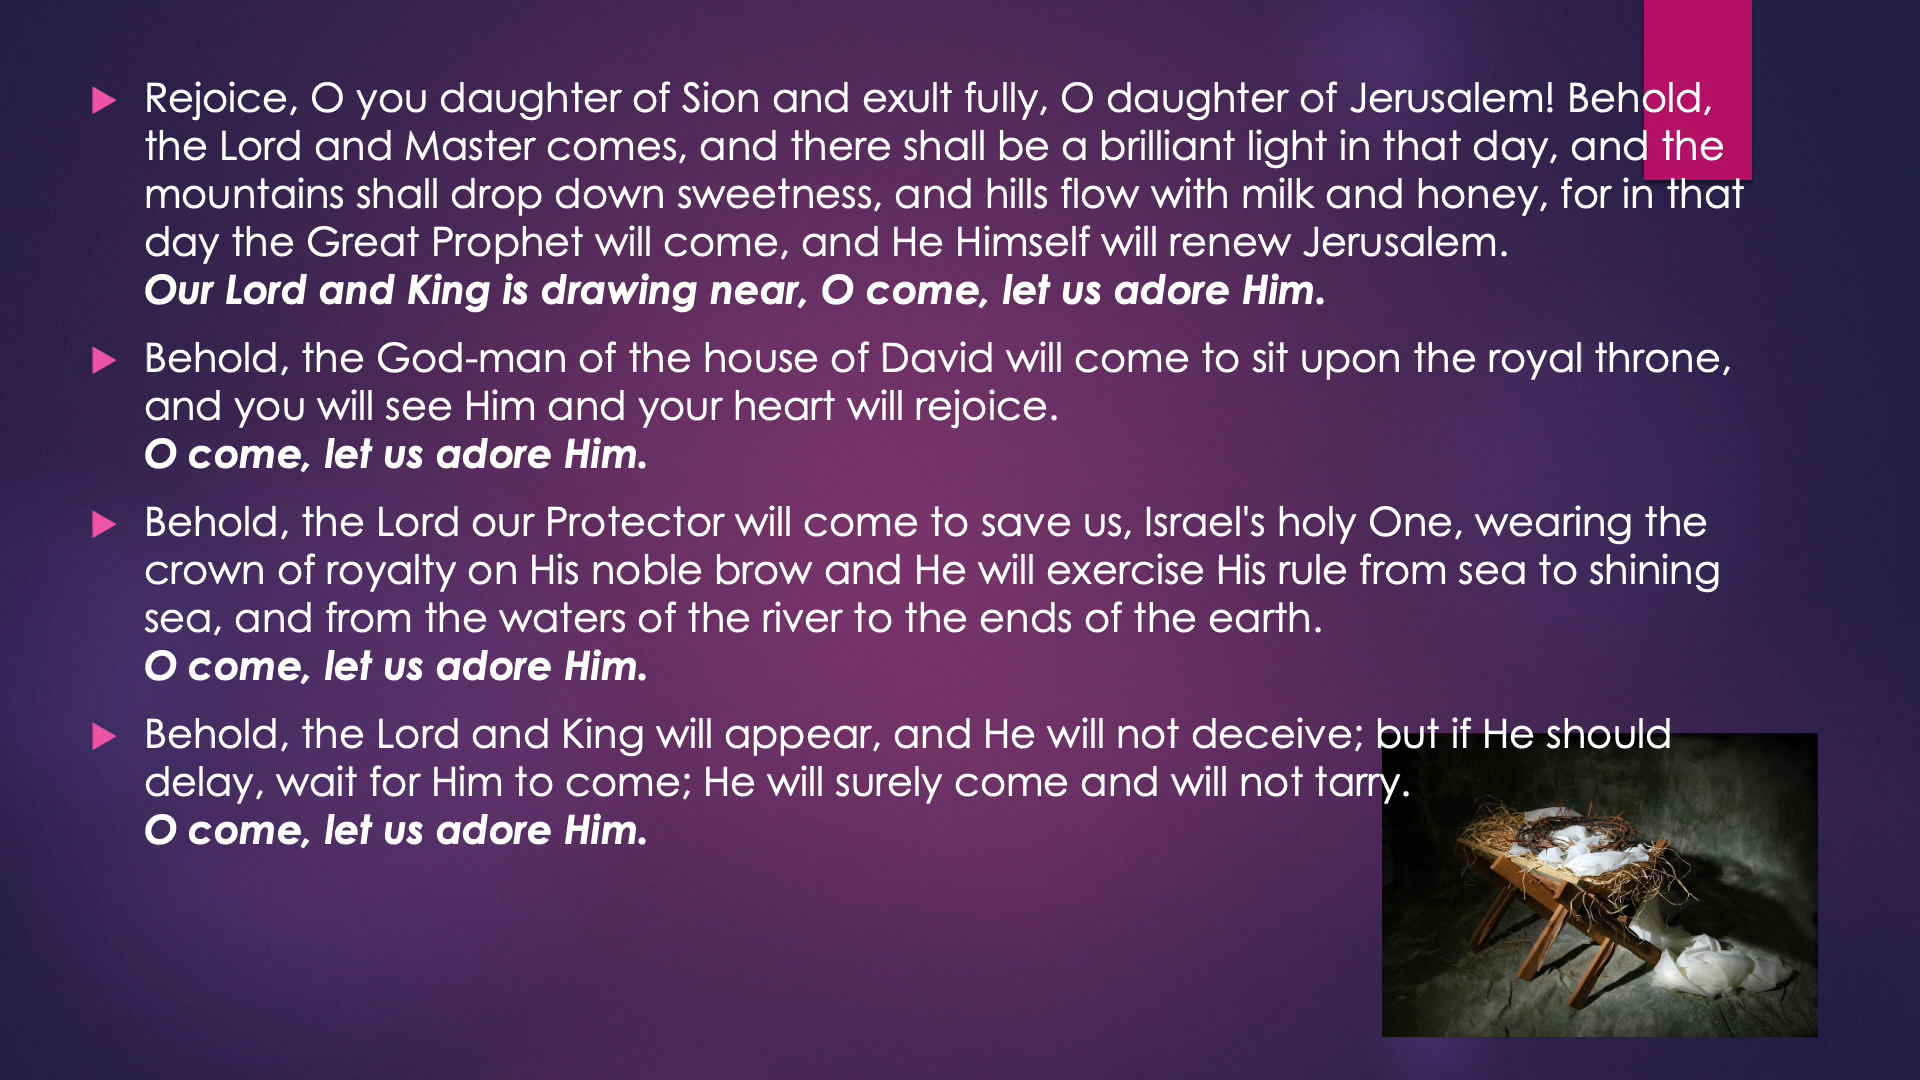 Rejoice, O you daughter of Sion and exult fully, O daughter of Jerusalem! Behold,
the Lord and Master comes, and there shall be a brilliant light in that day, and the
mountains shall drop down sweetness, and hills flow with milk and honey, for in that
day the Great Prophet will come, and He Himself will renew Jerusalem.
Our Lord and King is drawing near, O come, let us adore Him.
Behold, the God-man of the house of David will come to sit upon the royal throne,
and you will see Him and your heart will rejoice.
O come, let us adore Him.
Behold, the Lord our Protector will come to save us, Israel's holy One, wearing the
crown of royalty on His noble brow and He will exercise His rule from sea to shining
sea, and from the waters of the river to the ends of the earth.
O come, let us adore Him.
Behold, the Lord and King will appear, and He will not deceive; but if He should
delay, wait for Him to come; He will surely come and will not tarry.
O come, let us adore Him.